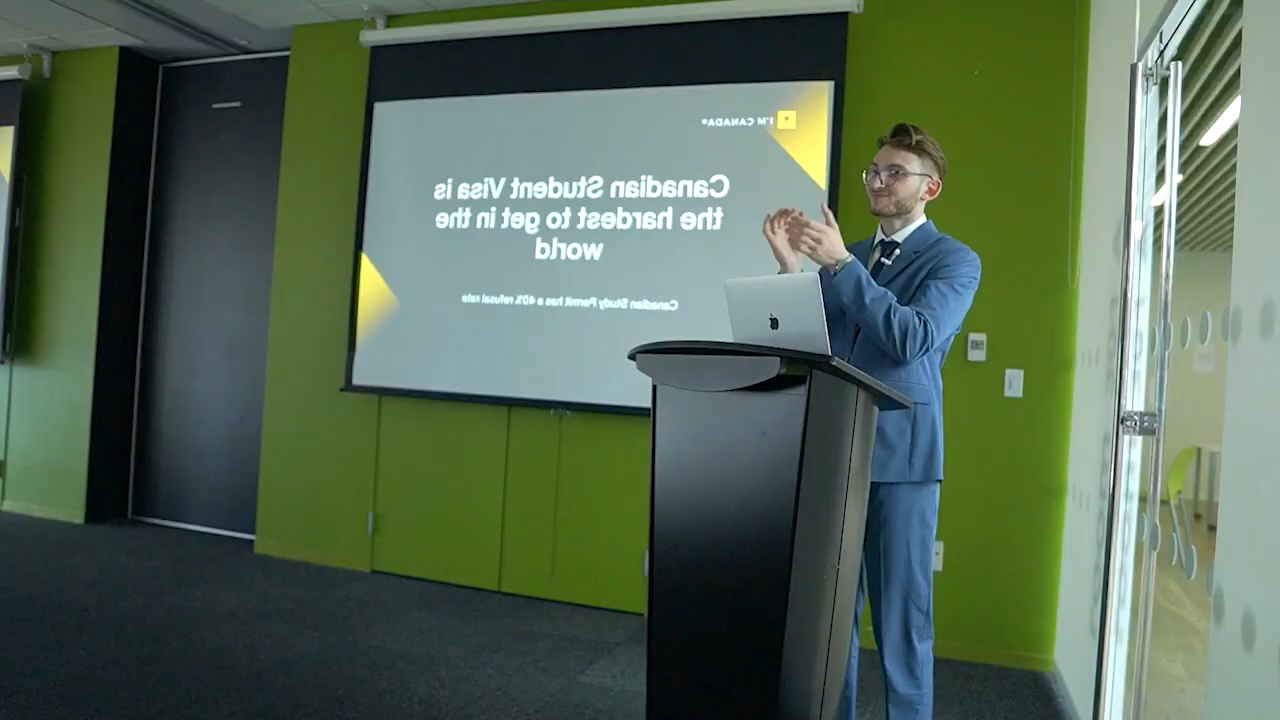 I'M CANADA®
Canadian Student Visa is
the hardest to get in the
world
Canadian Study Permit has a 40% refusal rate